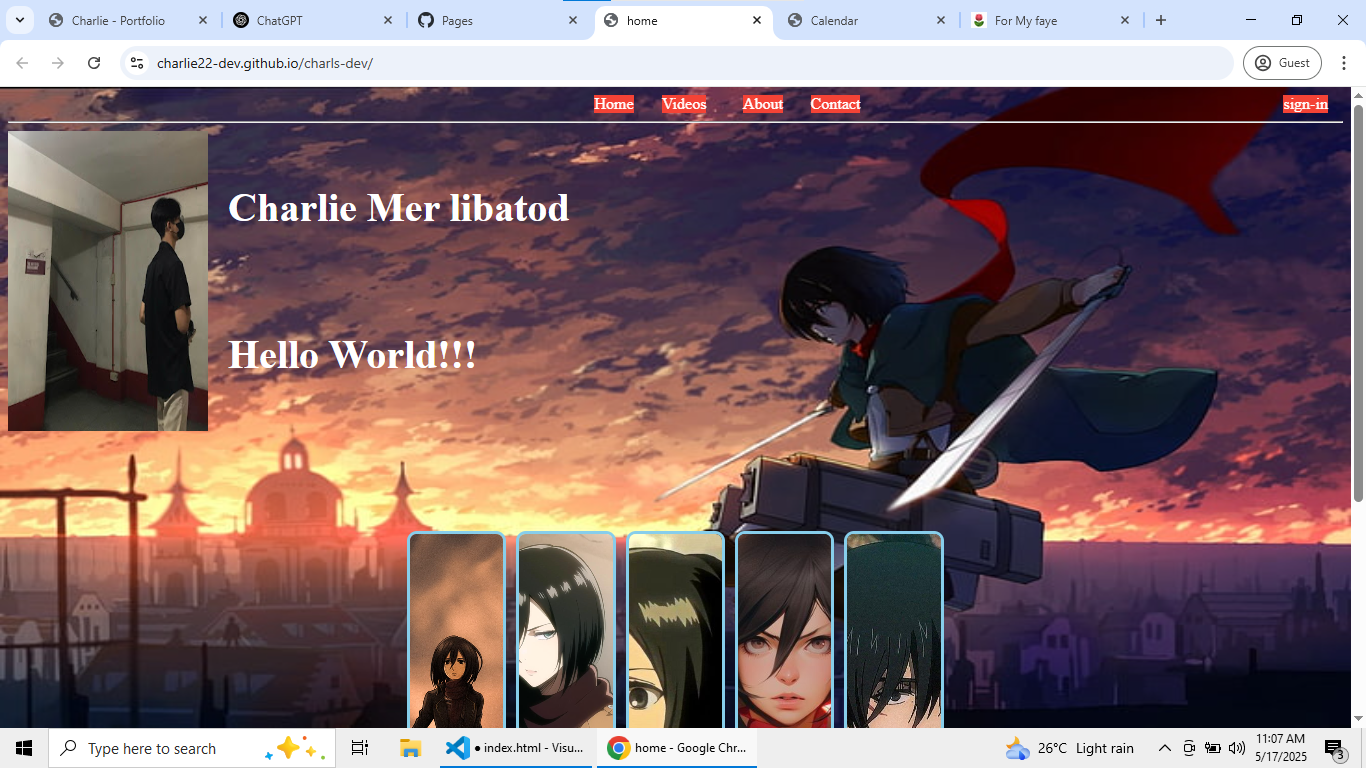 Charlie - Portfolio
ChatGPT
Pages
home
Calendar
For My faye
charlie22-dev.github.io/charls-dev/
Guest
Home Videos About Contact sign-in
Charlie Mer libatod
Hello World!!!
Type here to search
● index.html - Visu...
home - Google Chr...
26°C Light rain
11:07 AM
5/17/2025
3